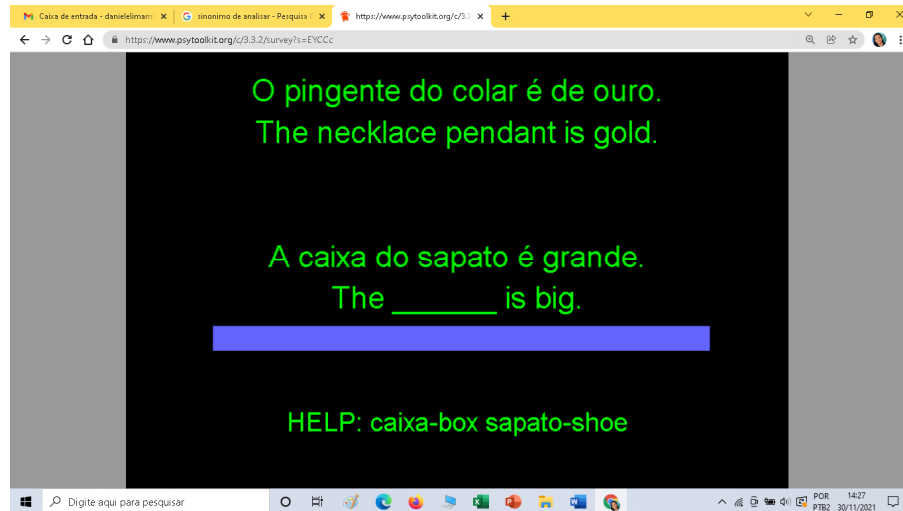 Caixa de entrada - danielelimam
sinonimo de analisar - Pesquisa G
https://www.psytoolkit.org/c/3.3.
https://www.psytoolkit.org/c/3.3.2/survey?s=EYCCc
O pingente do colar é de ouro.
The necklace pendant is gold.
A caixa do sapato é grande.
The _______ is big.
HELP: caixa-box sapato-shoe
Digite aqui para pesquisar
POR 14:27
PTB2 30/11/2021